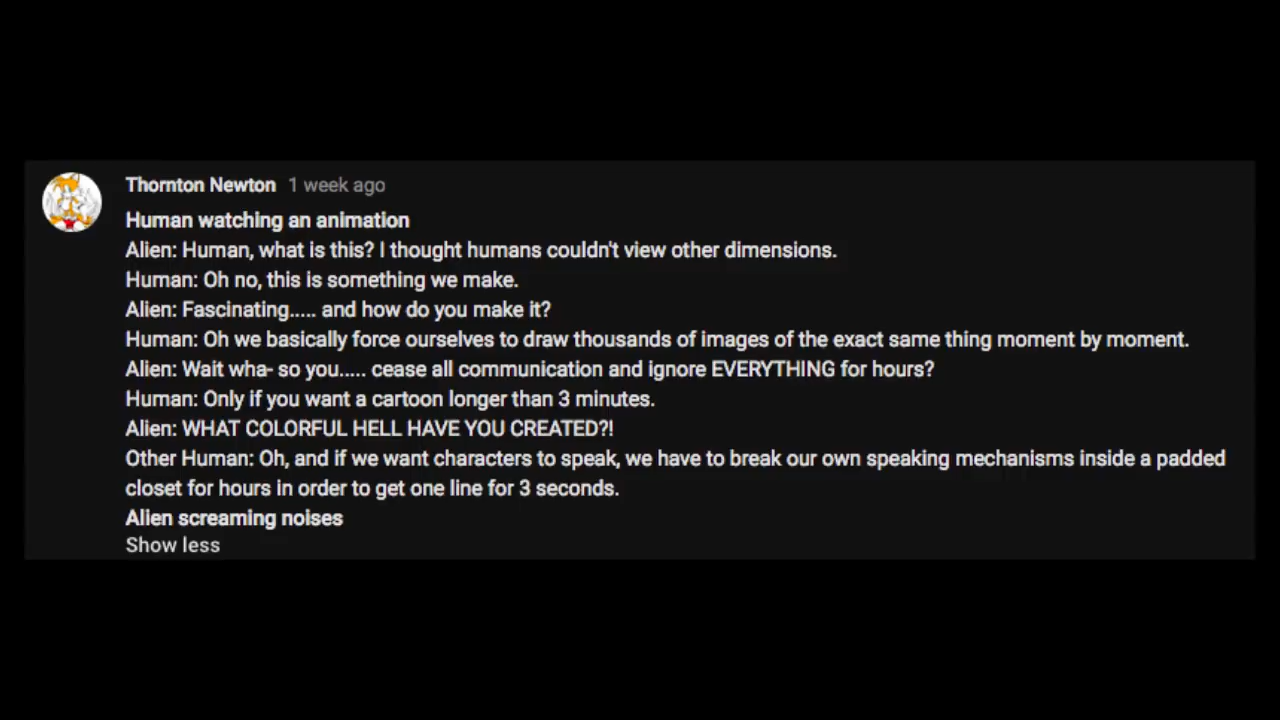 Thornton Newton 1 week ago
Human watching an animation
Alien: Human, what is this? I thought humans couldn't view other dimensions.
Human: Oh no, this is something we make.
Alien: Fascinating..... and how do you make it?
Human: Oh we basically force ourselves to draw thousands of images of the exact same thing moment by moment.
Alien: Wait wha- so you..... cease all communication and ignore EVERYTHING for hours?
Human: Only if you want a cartoon longer than 3 minutes.
Alien: WHAT COLORFUL HELL HAVE YOU CREATED?!
Other Human: Oh, and if we want characters to speak, we have to break our own speaking mechanisms inside a padded
closet for hours in order to get one line for 3 seconds.
Alien screaming noises
Show less